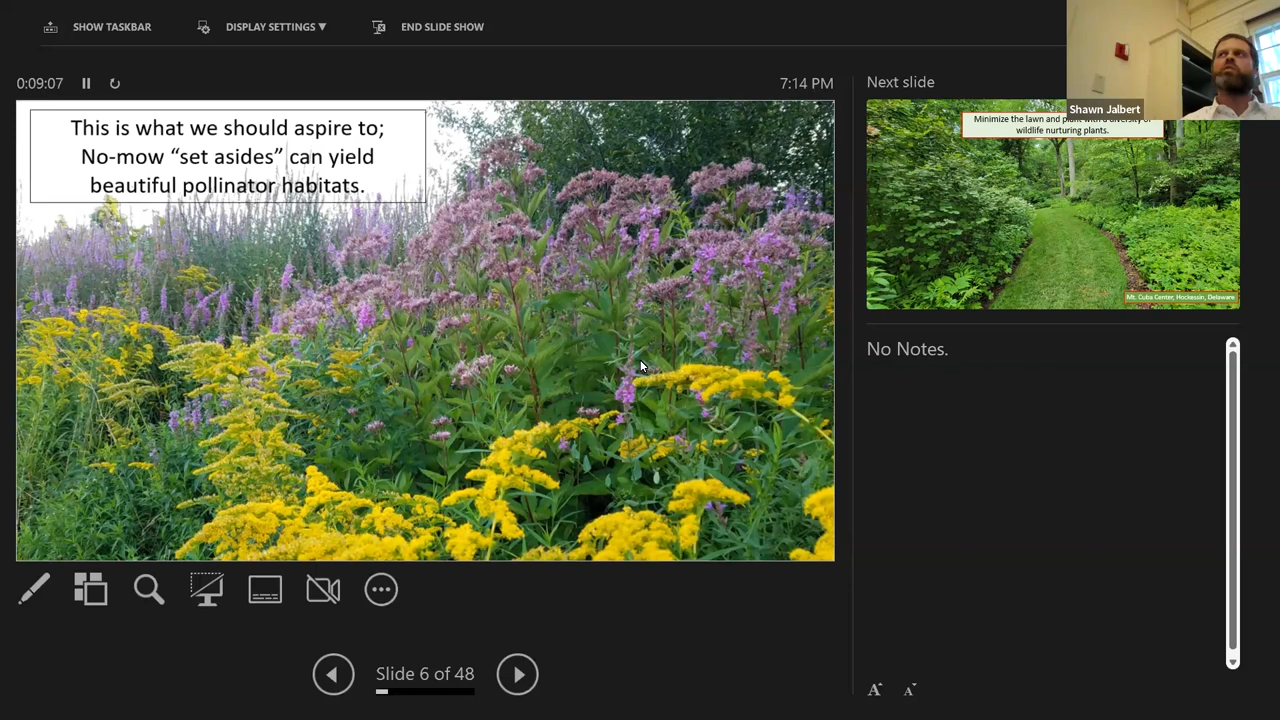 SHOW TASKBAR
DISPLAY SETTINGS ▼
END SLIDE SHOW
0:09:07
7:14 PM
Next slide
Shawn Jalbert
This is what we should aspire to;
No-mow “set asides” can yield
beautiful pollinator habitats.
Minimize the lawn and plant with a diversity of
wildlife nurturing plants.
Mt. Cuba Center, Hockessin, Delaware
No Notes.
Slide 6 of 48
A A